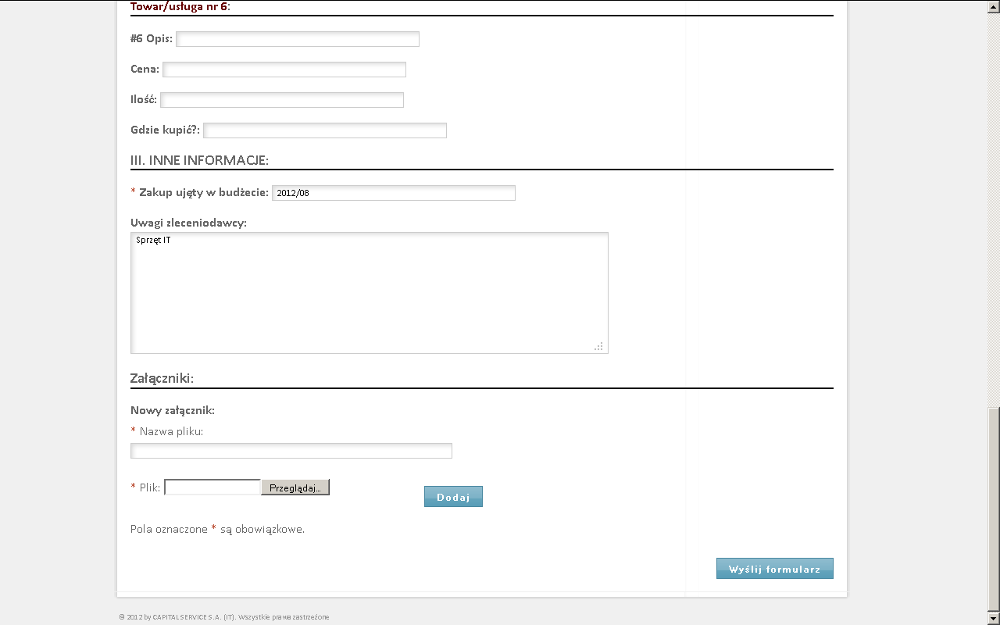 Towar/usługa nr 6:
#6 Opis:
Cena:
Ilość:
Gdzie kupić?:
III. INNE INFORMACJE:
* Zakup ujęty w budżecie: 2012/08
Uwagi zleceniodawcy:
Sprzęt IT
Załączniki:
Nowy załącznik:
* Nazwa pliku:
* Plik: Przeglądaj... Dodaj
Pola oznaczone * są obowiązkowe.
Wyślij formularz
© 2012 by CAPITAL SERVICE S.A. (IT). Wszystkie prawa zastrzeżone